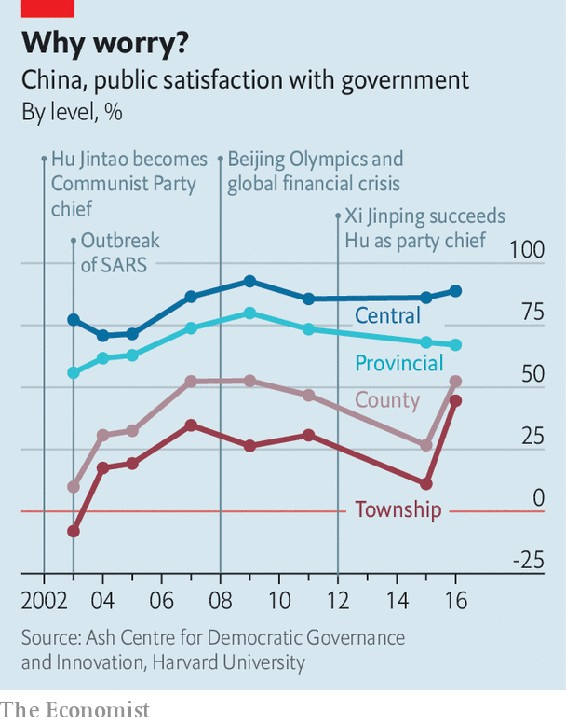 Why worry?
China, public satisfaction with government
By level, %
Hu Jintao becomes
Communist Party
chief
Beijing Olympics and
global financial crisis
Xi Jinping succeeds
Hu as party chief
Outbreak
of SARS
100
Central
75
Provincial
50
County
25
Township
0
-25
2002 04 06 08 10 12 14 16
Source: Ash Centre for Democratic Governance
and Innovation, Harvard University
The Economist